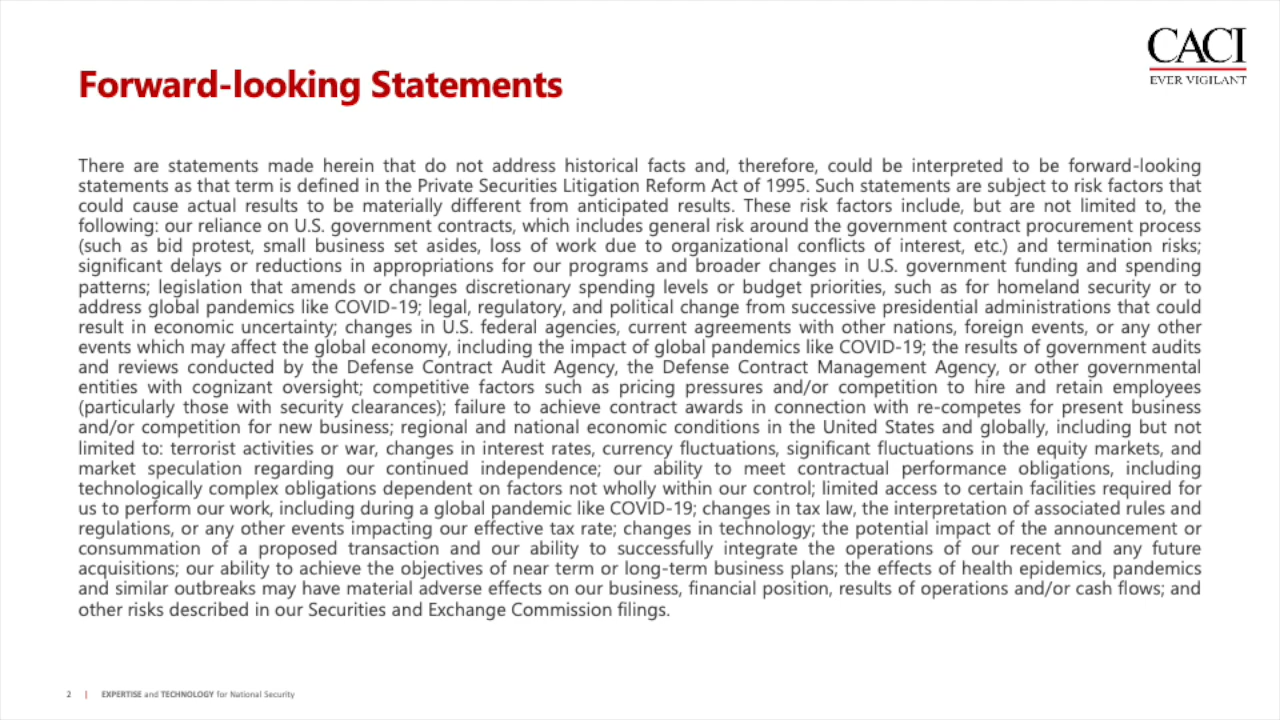 CACI
EVER VIGILANT
Forward-looking Statements
There are statements made herein that do not address historical facts and, therefore, could be interpreted to be forward-looking
statements as that term is defined in the Private Securities Litigation Reform Act of 1995. Such statements are subject to risk factors that
could cause actual results to be materially different from anticipated results. These risk factors include, but are not limited to, the
following: our reliance on U.S. government contracts, which includes general risk around the government contract procurement process
(such as bid protest, small business set asides, loss of work due to organizational conflicts of interest, etc.) and termination risks;
significant delays or reductions in appropriations for our programs and broader changes in U.S. government funding and spending
patterns; legislation that amends or changes discretionary spending levels or budget priorities, such as for homeland security or to
address global pandemics like COVID-19; legal, regulatory, and political change from successive presidential administrations that could
result in economic uncertainty; changes in U.S. federal agencies, current agreements with other nations, foreign events, or any other
events which may affect the global economy, including the impact of global pandemics like COVID-19; the results of government audits
and reviews conducted by the Defense Contract Audit Agency, the Defense Contract Management Agency, or other governmental
entities with cognizant oversight; competitive factors such as pricing pressures and/or competition to hire and retain employees
(particularly those with security clearances); failure to achieve contract awards in connection with re-competes for present business
and/or competition for new business; regional and national economic conditions in the United States and globally, including but not
limited to: terrorist activities or war, changes in interest rates, currency fluctuations, significant fluctuations in the equity markets, and
market speculation regarding our continued independence; our ability to meet contractual performance obligations, including
technologically complex obligations dependent on factors not wholly within our control; limited access to certain facilities required for
us to perform our work, including during a global pandemic like COVID-19; changes in tax law, the interpretation of associated rules and
regulations, or any other events impacting our effective tax rate; changes in technology; the potential impact of the announcement or
consummation of a proposed transaction and our ability to successfully integrate the operations of our recent and any future
acquisitions; our ability to achieve the objectives of near term or long-term business plans; the effects of health epidemics, pandemics
and similar outbreaks may have material adverse effects on our business, financial position, results of operations and/or cash flows; and
other risks described in our Securities and Exchange Commission filings.
2 | EXPERTISE and TECHNOLOGY for National Security